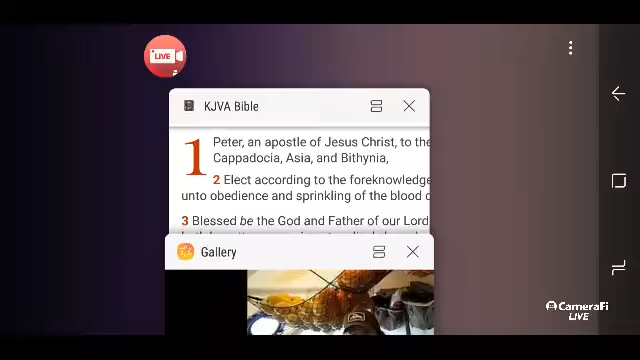 LIVE
KJVA Bible
1 Peter, an apostle of Jesus Christ, to the
Cappadocia, Asia, and Bithynia,
2 Elect according to the foreknowledge
unto obedience and sprinkling of the blood
3 Blessed be the God and Father of our Lord
Gallery
CameraFi
LIVE